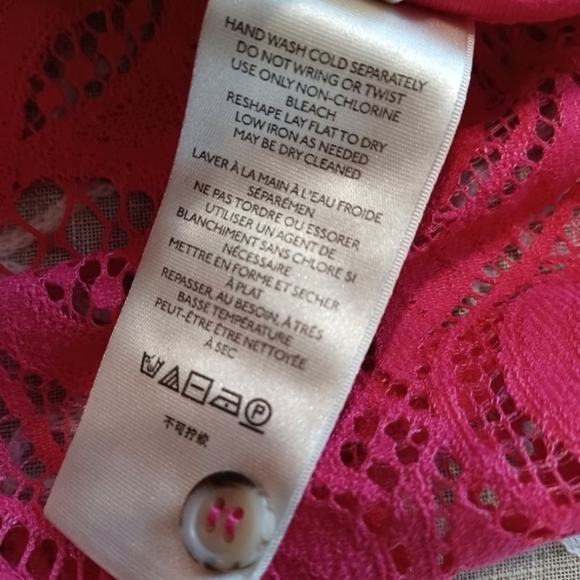 HAND WASH COLD SEPARATELY
DO NOT WRING OR TWIST
USE ONLY NON-CHLORINE
BLEACH
RESHAPE LAY FLAT TO DRY
LOW IRON AS NEEDED
MAY BE DRY CLEANED
LAVER À LA MAIN À L'EAU FROIDE
SÉPARÉMEN
NE PAS TORDRE OU ESSORER
UTILISER UN AGENT DE
BLANCHIMENT SANS CHLORE SI
NÉCESSAIRE
METTRE EN FORME ET SECHER
À PLAT
REPASSER, AU BESOIN, À TRÈS
BASSE TEMPÉRATURE
PEUT-ÊTRE ÊTRE NETTOYÉE
À SEC
P
不可拧绞